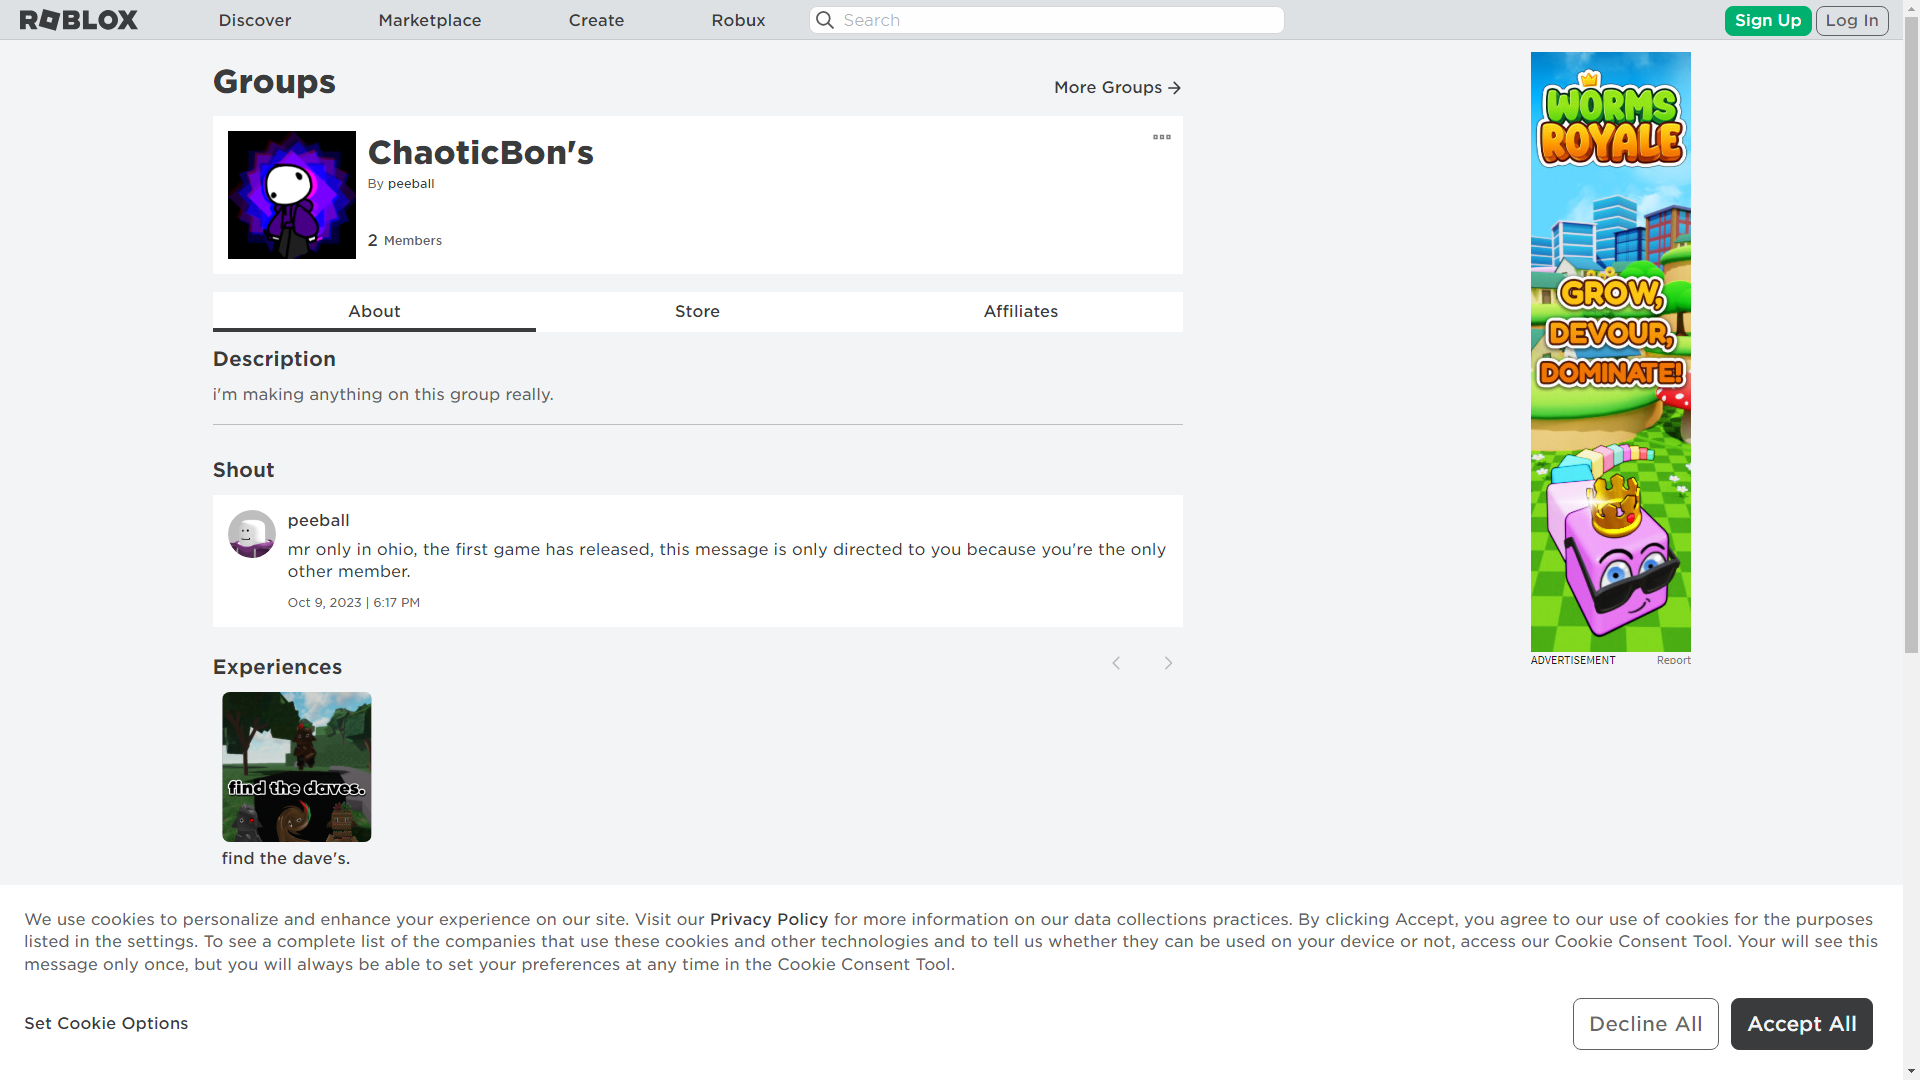 ROBLOX
Discover
Marketplace
Create
Robux
Search
Sign Up
Log In
Groups
More Groups
ChaoticBon's
By peeball
2 Members
About
Store
Affiliates
Description
i'm making anything on this group really.
Shout
peeball
mr only in ohio, the first game has released, this message is only directed to you because you're the only
other member.
Oct 9, 2023 | 6:17 PM
Experiences
find the daves.
find the dave's.
WORMS
ROYALE
GROW,
DEVOUR,
DOMINATE!
ADVERTISEMENT
Report
We use cookies to personalize and enhance your experience on our site. Visit our Privacy Policy for more information on our data collections practices. By clicking Accept, you agree to our use of cookies for the purposes
listed in the settings. To see a complete list of the companies that use these cookies and other technologies and to tell us whether they can be used on your device or not, access our Cookie Consent Tool. Your will see this
message only once, but you will always be able to set your preferences at any time in the Cookie Consent Tool.
Set Cookie Options
Decline All
Accept All